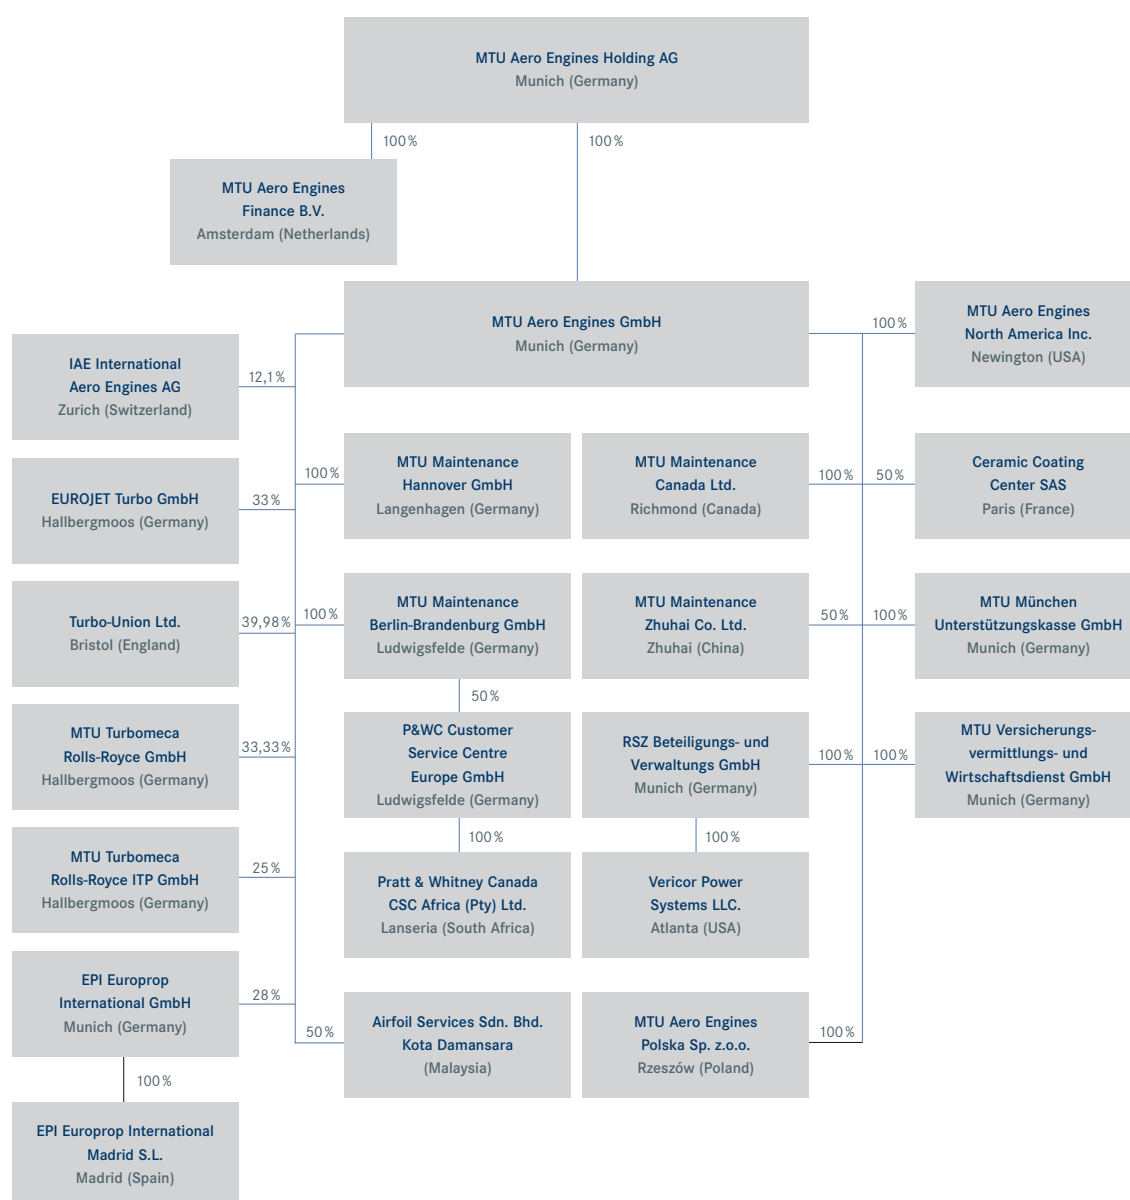 MTU Aero Engines Holding AG
Munich (Germany)
100 %
100 %
MTU Aero Engines
Finance B.V.
Amsterdam (Netherlands)
MTU Aero Engines GmbH
Munich (Germany)
100 %
MTU Aero Engines
North America Inc.
Newington (USA)
IAE International
Aero Engines AG
Zurich (Switzerland)
12,1 %
EUROJET Turbo GmbH
Hallbergmoos (Germany)
33 %
100 %
MTU Maintenance
Hannover GmbH
Langenhagen (Germany)
MTU Maintenance
Canada Ltd.
Richmond (Canada)
100 %
50 %
Ceramic Coating
Center SAS
Paris (France)
Turbo-Union Ltd.
Bristol (England)
39,98 %
100 %
MTU Maintenance
Berlin-Brandenburg GmbH
Ludwigsfelde (Germany)
MTU Maintenance
Zhuhai Co. Ltd.
Zhuhai (China)
50 %
100 %
MTU München
Unterstützungskasse GmbH
Munich (Germany)
50 %
MTU Turbomeca
Rolls-Royce GmbH
Hallbergmoos (Germany)
33,33 %
P&WC Customer
Service Centre
Europe GmbH
Ludwigsfelde (Germany)
RSZ Beteiligungs- und
Verwaltungs GmbH
Munich (Germany)
100 %
100 %
MTU Versicherungs-
vermittlungs- und
Wirtschaftsdienst GmbH
Munich (Germany)
100 %
100 %
MTU Turbomeca
Rolls-Royce ITP GmbH
Hallbergmoos (Germany)
25 %
Pratt & Whitney Canada
CSC Africa (Pty) Ltd.
Lanseria (South Africa)
Vericor Power
Systems LLC.
Atlanta (USA)
EPI Europrop
International GmbH
Munich (Germany)
28 %
50 %
Airfoil Services Sdn. Bhd.
Kota Damansara
(Malaysia)
MTU Aero Engines
Polska Sp. z.o.o.
Rzeszów (Poland)
100 %
100 %
EPI Europrop International
Madrid S.L.
Madrid (Spain)